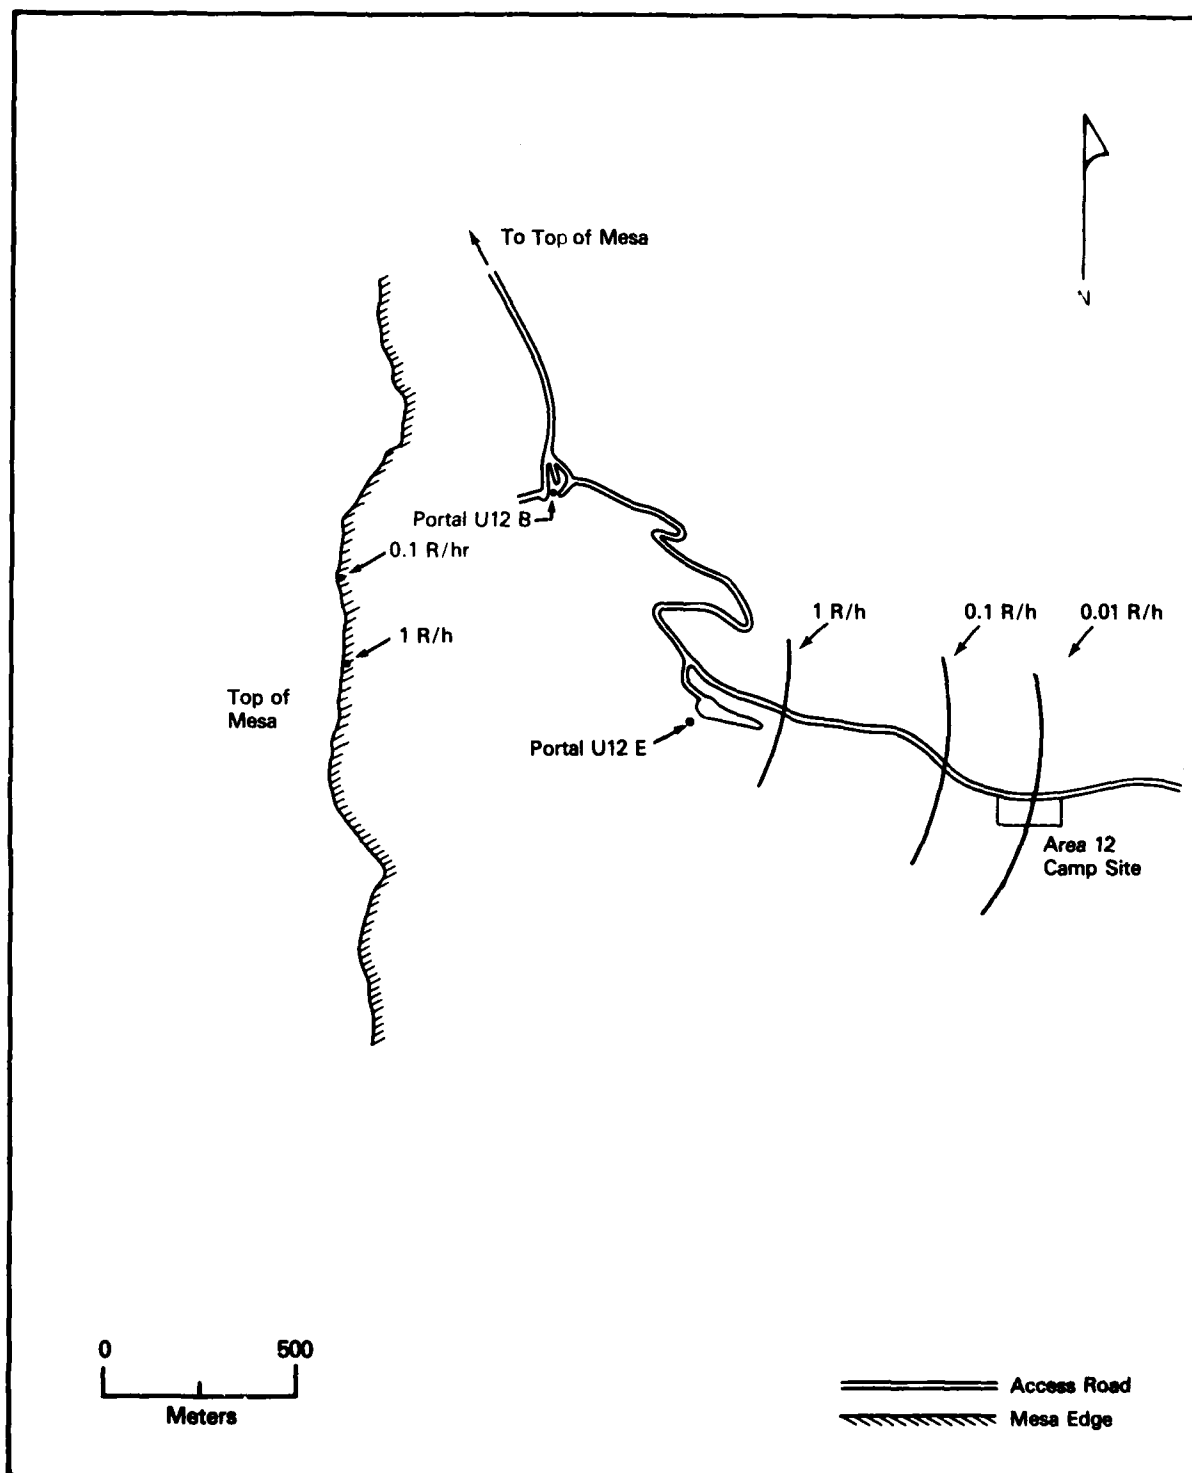 To Top of Mesa
Portal U12 B
0.1 R/hr
1 R/h
0.1 R/h
0.01 R/h
1 R/h
Top of
Mesa
Portal U12 E
Area 12
Camp Site
0
500
Meters
Access Road
Mesa Edge